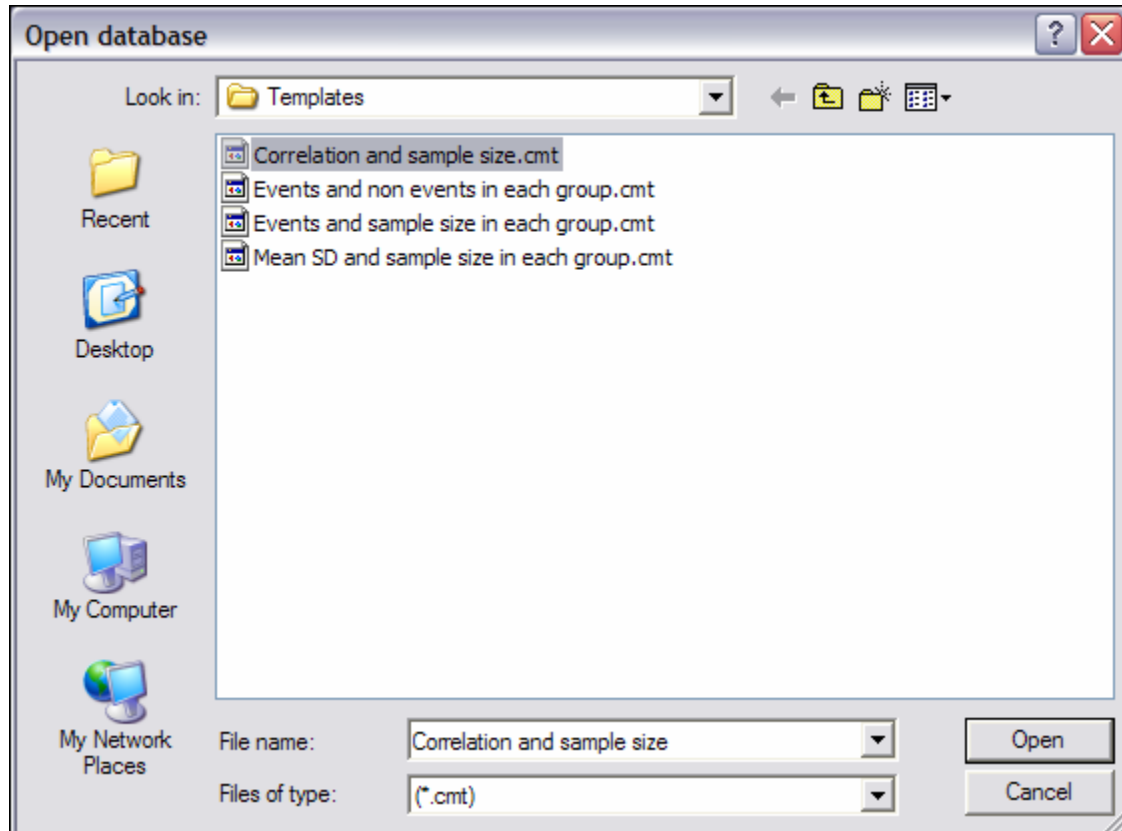 Open database
Look in: Templates
Correlation and sample size.cmt
Events and non events in each group.cmt
Events and sample size in each group.cmt
Mean SD and sample size in each group.cmt
Recent
Desktop
My Documents
My Computer
My Network
Places
File name: Correlation and sample size Open
Files of type: (*.cmt) Cancel